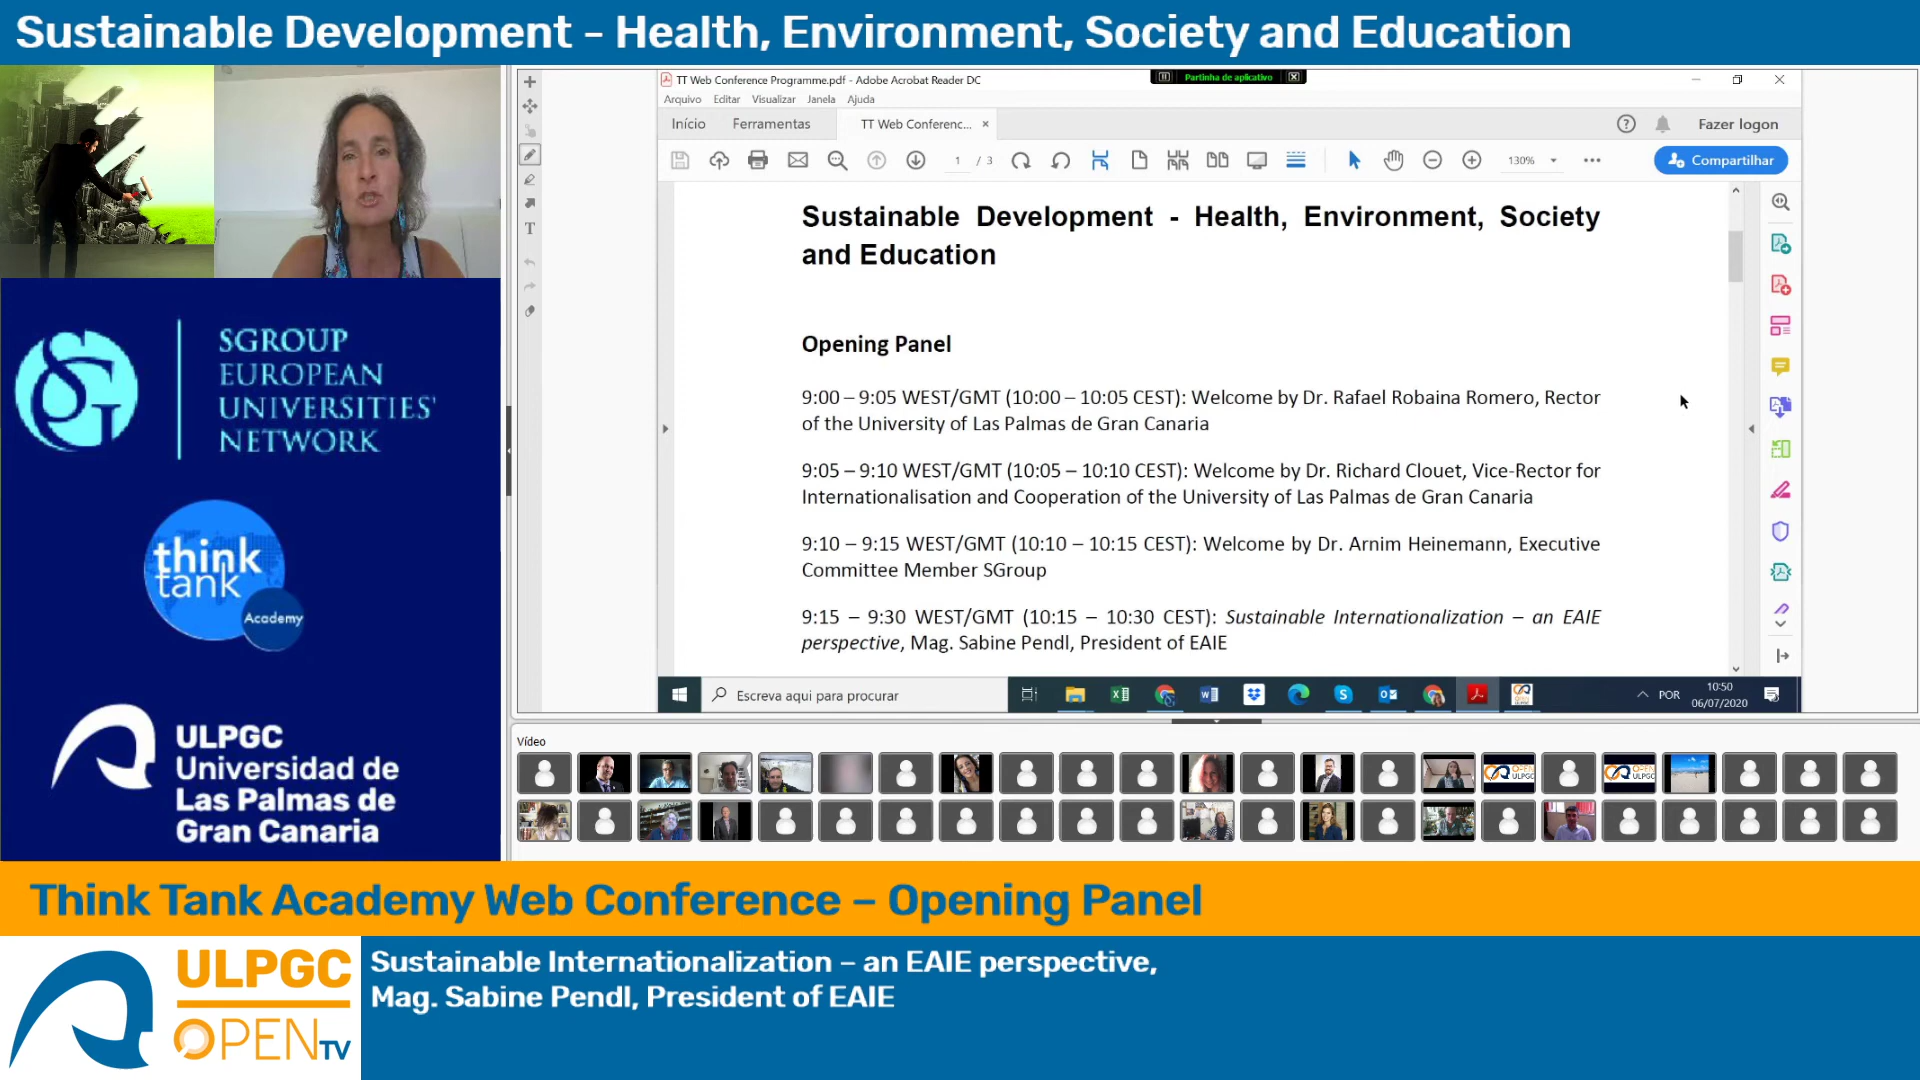 Sustainable Development - Health, Environment, Society and Education
TT Web Conference Programme.pdf - Adobe Acrobat Reader DC
Partinha de aplicativo
Arquivo Editar Visualizar Janela Ajuda
Início Ferramentas TT Web Conferenc... × Fazer logon
1 / 3 130% Compartilhar
Sustainable Development - Health, Environment, Society
and Education
Opening Panel
9:00 – 9:05 WEST/GMT (10:00 – 10:05 CEST): Welcome by Dr. Rafael Robaina Romero, Rector
of the University of Las Palmas de Gran Canaria
9:05 – 9:10 WEST/GMT (10:05 – 10:10 CEST): Welcome by Dr. Richard Clouet, Vice-Rector for
Internationalisation and Cooperation of the University of Las Palmas de Gran Canaria
9:10 – 9:15 WEST/GMT (10:10 – 10:15 CEST): Welcome by Dr. Arnim Heinemann, Executive
Committee Member SGroup
9:15 – 9:30 WEST/GMT (10:15 – 10:30 CEST): Sustainable Internationalization – an EAIE
perspective, Mag. Sabine Pendl, President of EAIE
Escreva aqui para procurar
POR
10:50
06/07/2020
SGROUP
EUROPEAN
UNIVERSITIES'
NETWORK
think
tank
Academy
ULPGC
Universidad de
Las Palmas de
Gran Canaria
Vídeo
Think Tank Academy Web Conference – Opening Panel
ULPGC
OPENTV
Sustainable Internationalization – an EAIE perspective,
Mag. Sabine Pendl, President of EAIE